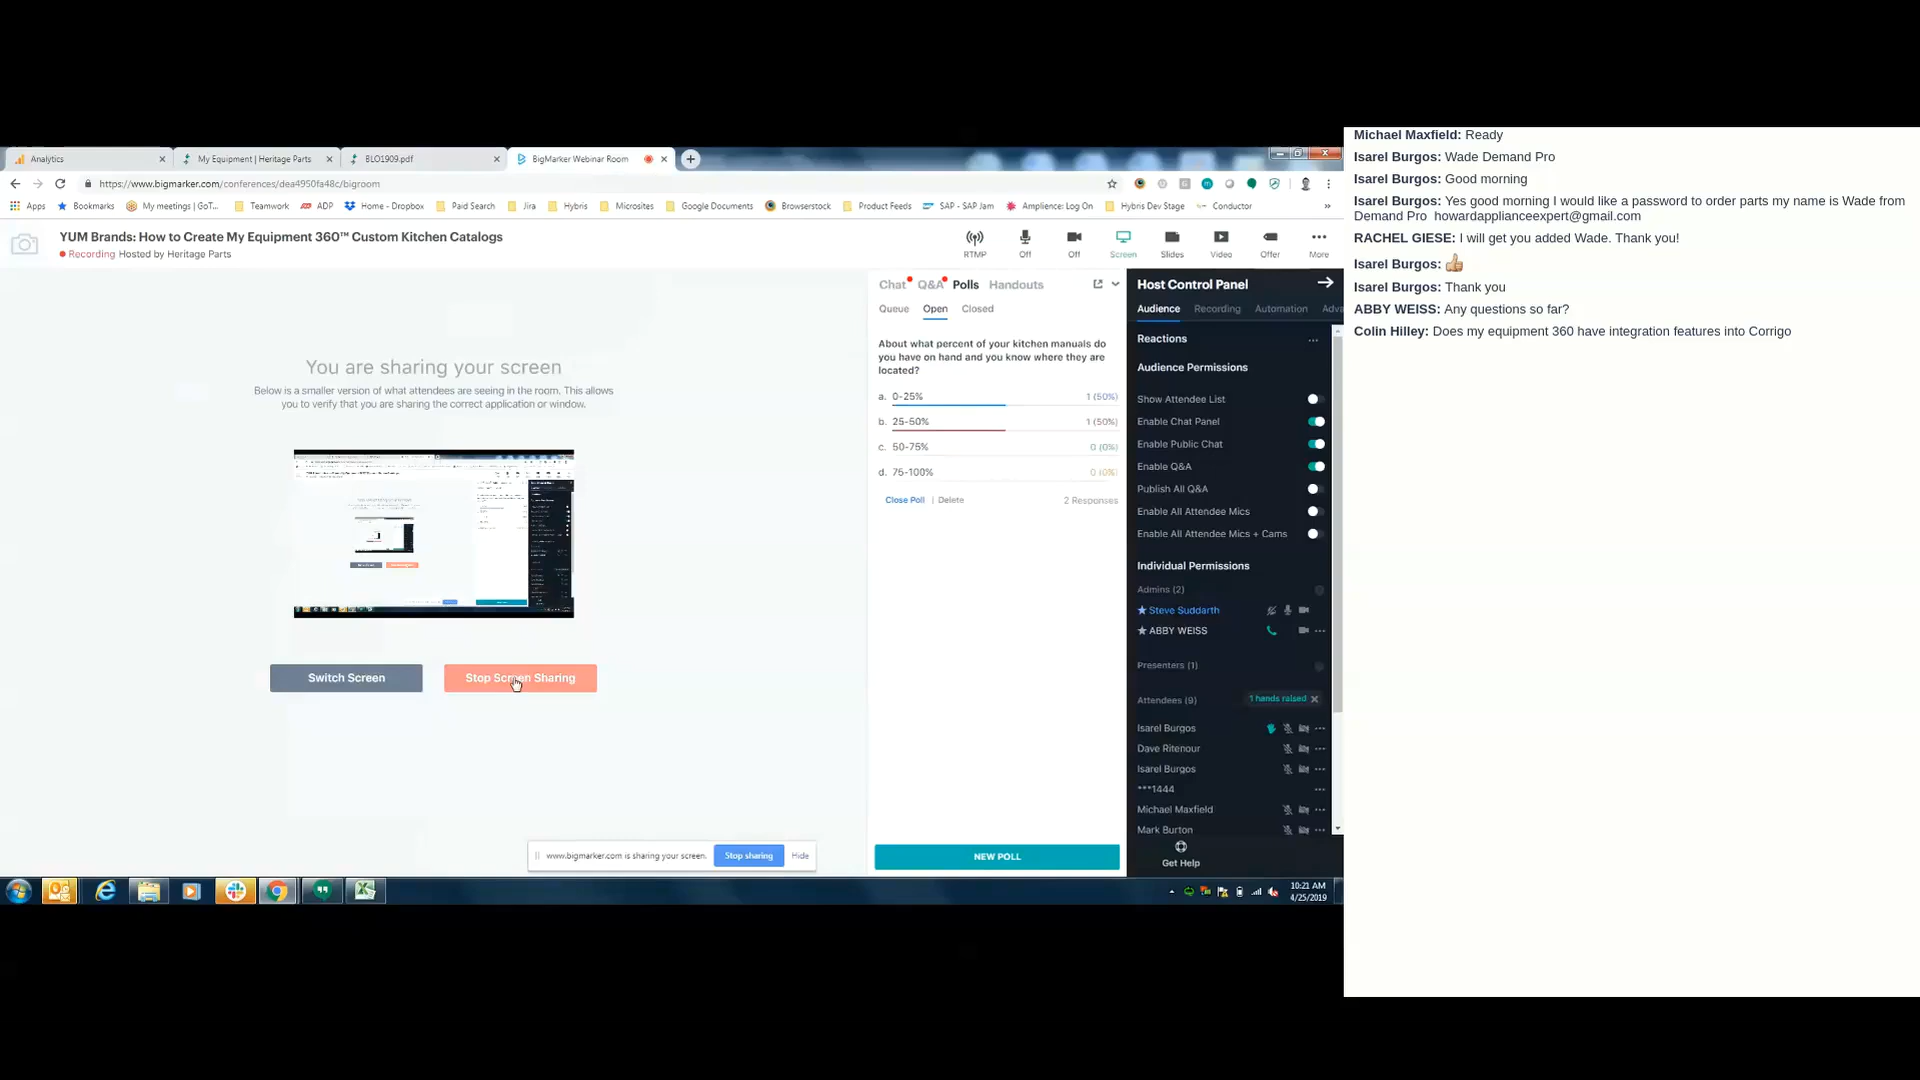 Analytics
My Equipment | Heritage Parts
BLO1909.pdf
BigMarker Webinar Room
https://www.bigmarker.com/conferences/dea4950fa48c/bigroom
Apps
Bookmarks
My meetings | GoT...
Teamwork
ADP
Home - Dropbox
Paid Search
Jira
Hybris
Microsites
Google Documents
Browserstock
Product Feeds
SAP - SAP Jam
Amplience: Log On
Hybris Dev Stage
Conductor
YUM Brands: How to Create My Equipment 360™ Custom Kitchen Catalogs
Recording Hosted by Heritage Parts
RTMP
Off
Off
Screen
Slides
Video
Offer
More
You are sharing your screen
Below is a smaller version of what attendees are seeing in the room. This allows
you to verify that you are sharing the correct application or window.
Switch Screen
Stop Screen Sharing
www.bigmarker.com is sharing your screen.
Stop sharing
Hide
Chat
Q&A
Polls
Handouts
Queue
Open
Closed
About what percent of your kitchen manuals do
you have on hand and you know where they are
located?
a. 0-25% 1 (50%)
b. 25-50% 1 (50%)
c. 50-75% 0 (0%)
d. 75-100% 0 (0%)
Close Poll | Delete
2 Responses
NEW POLL
Host Control Panel
Audience
Recording
Automation
Adva
Reactions
Audience Permissions
Show Attendee List
Enable Chat Panel
Enable Public Chat
Enable Q&A
Publish All Q&A
Enable All Attendee Mics
Enable All Attendee Mics + Cams
Individual Permissions
Admins (2)
Steve Suddarth
ABBY WEISS
Presenters (1)
Attendees (9)
1 hands raised
Isarel Burgos
Dave Ritenour
Isarel Burgos
***1444
Michael Maxfield
Mark Burton
Get Help
10:21 AM
4/25/2019
Michael Maxfield: Ready
Isarel Burgos: Wade Demand Pro
Isarel Burgos: Good morning
Isarel Burgos: Yes good morning I would like a password to order parts my name is Wade from
Demand Pro howardapplianceexpert@gmail.com
RACHEL GIESE: I will get you added Wade. Thank you!
Isarel Burgos: 👍🏼
Isarel Burgos: Thank you
ABBY WEISS: Any questions so far?
Colin Hilley: Does my equipment 360 have integration features into Corrigo